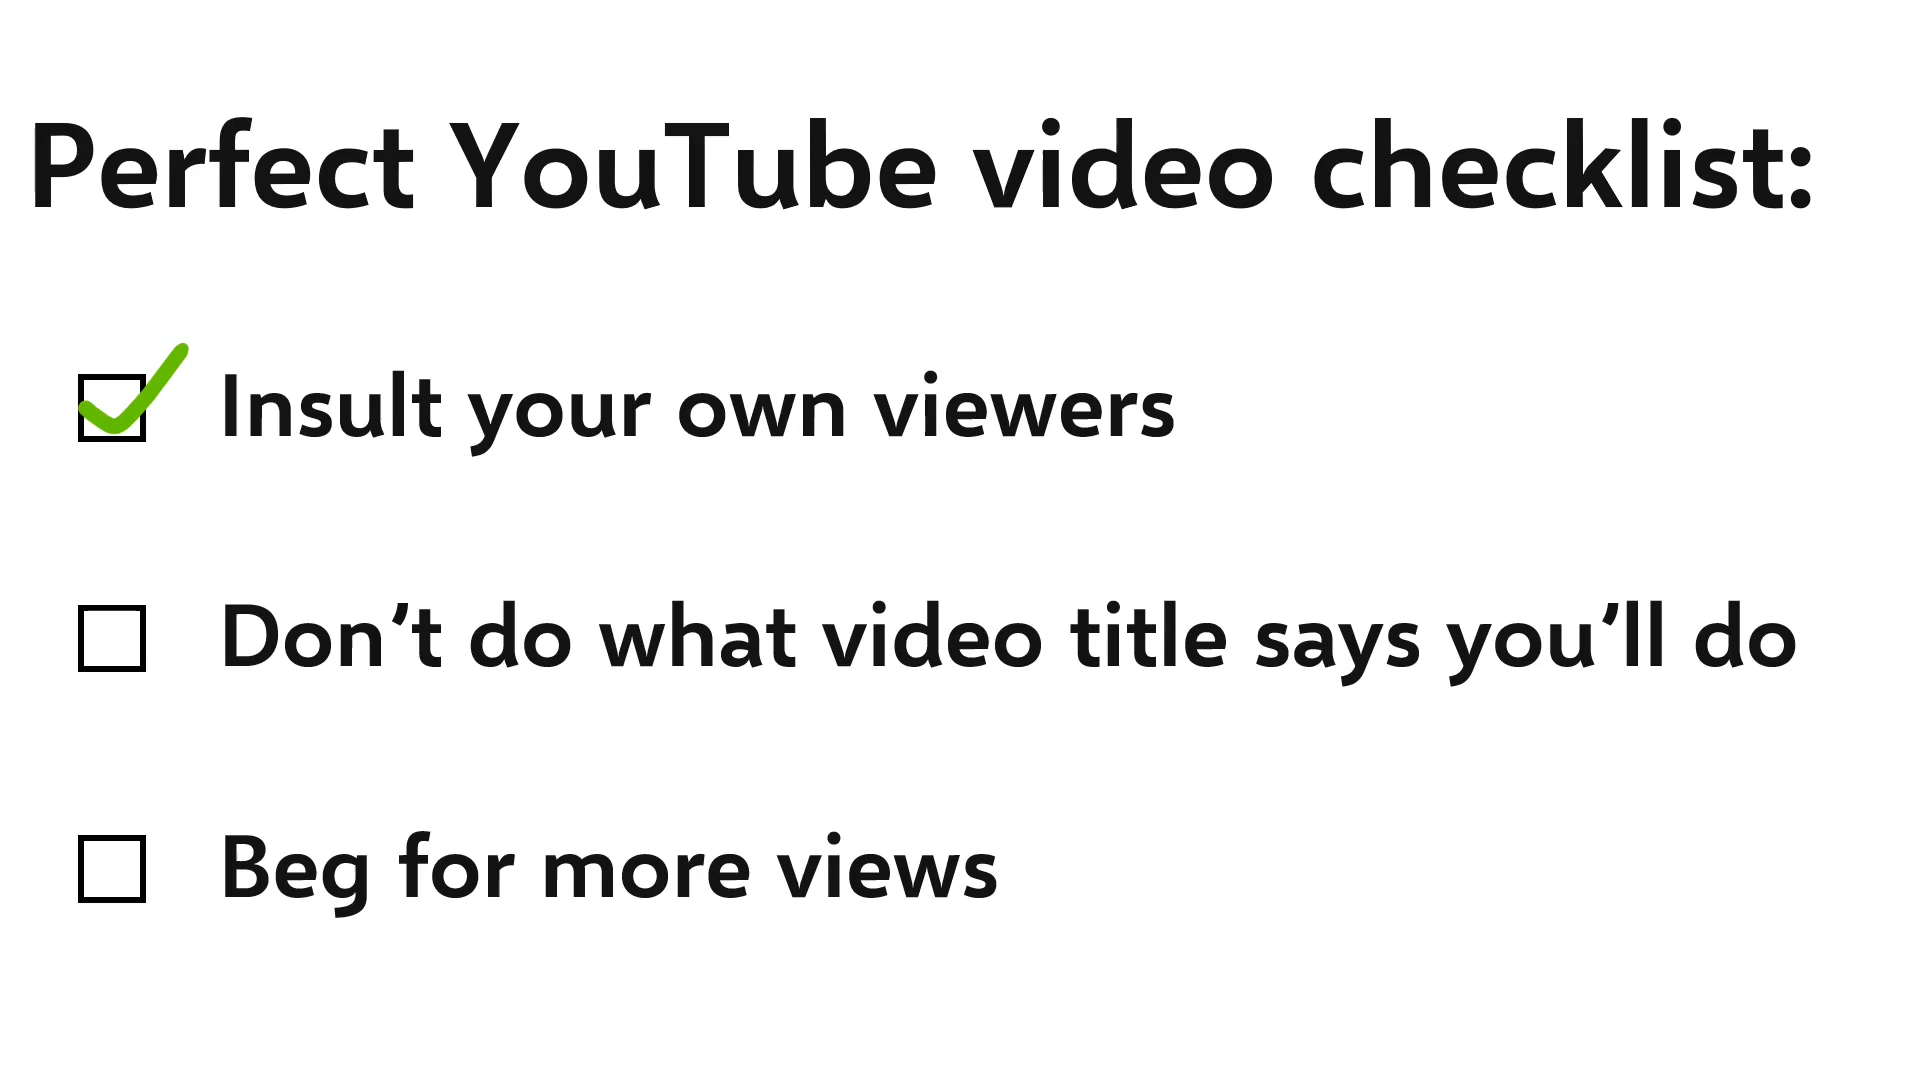 Perfect YouTube video checklist:
Insult your own viewers
Don’t do what video title says you’ll do
Beg for more views